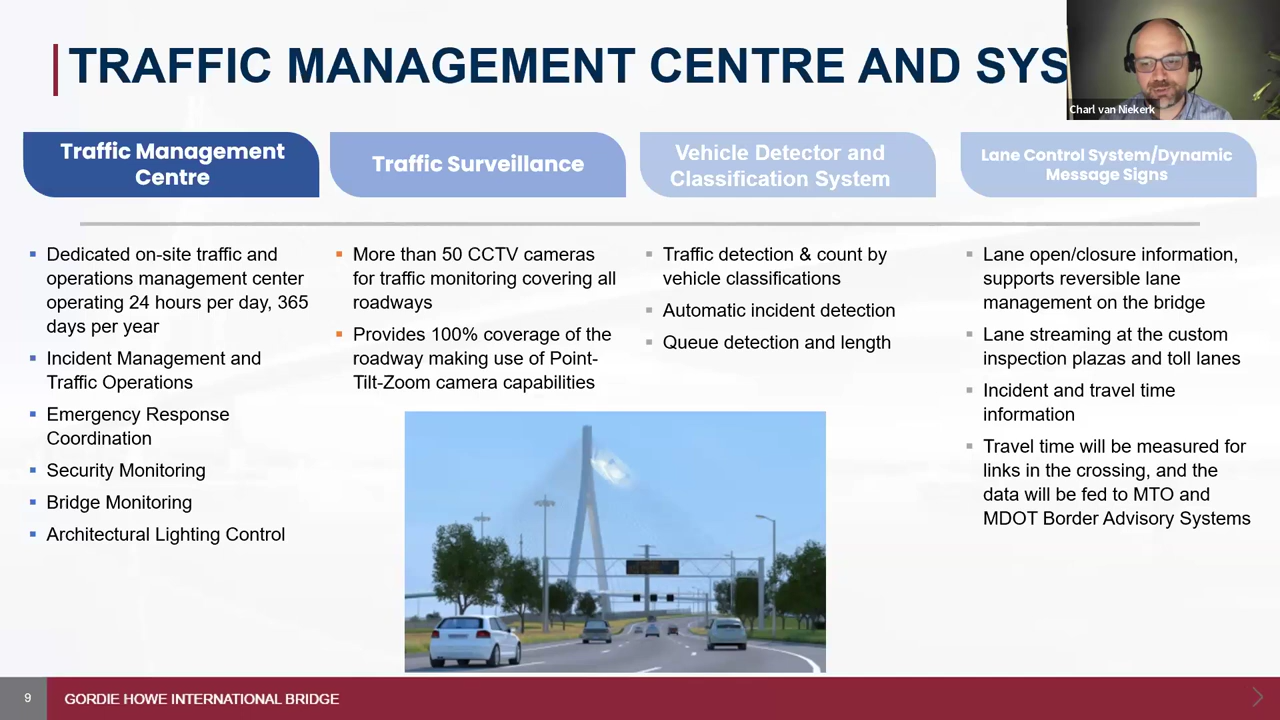 TRAFFIC MANAGEMENT CENTRE AND SYS
Charl van Niekerk
Traffic Management
Centre
Dedicated on-site traffic and
operations management center
operating 24 hours per day, 365
days per year
Incident Management and
Traffic Operations
Emergency Response
Coordination
Security Monitoring
Bridge Monitoring
Architectural Lighting Control
Traffic Surveillance
More than 50 CCTV cameras
for traffic monitoring covering all
roadways
Provides 100% coverage of the
roadway making use of Point-
Tilt-Zoom camera capabilities
Vehicle Detector and
Classification System
Traffic detection & count by
vehicle classifications
Automatic incident detection
Queue detection and length
Lane Control System/Dynamic
Message Signs
Lane open/closure information,
supports reversible lane
management on the bridge
Lane streaming at the custom
inspection plazas and toll lanes
Incident and travel time
information
Travel time will be measured for
links in the crossing, and the
data will be fed to MTO and
MDOT Border Advisory Systems
9
GORDIE HOWE INTERNATIONAL BRIDGE